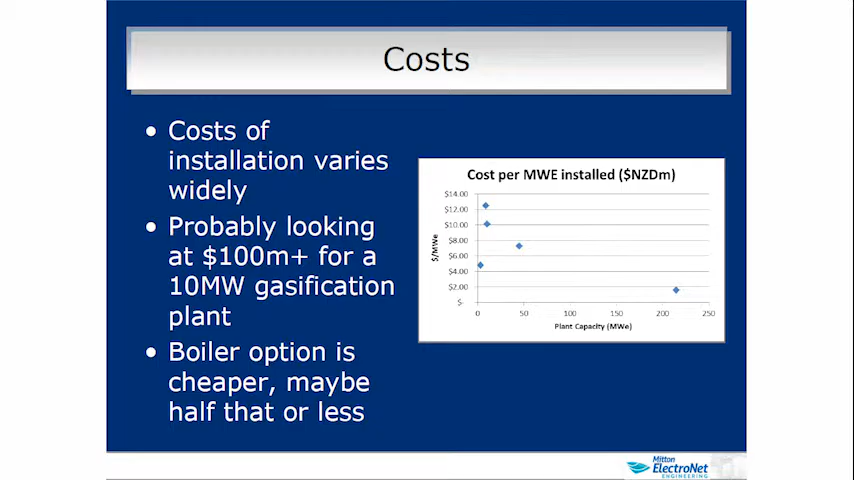 Costs
• Costs of
installation varies
widely
• Probably looking
at $100m+ for a
10MW gasification
plant
• Boiler option is
cheaper, maybe
half that or less
Cost per MWE installed ($NZDm)
$14.00
$12.00
$10.00
$8.00
$6.00
$4.00
$2.00
$-
$/MWe
0 50 100 150 200 250
Plant Capacity (MWe)
Mitton
ElectroNet
ENGINEERING